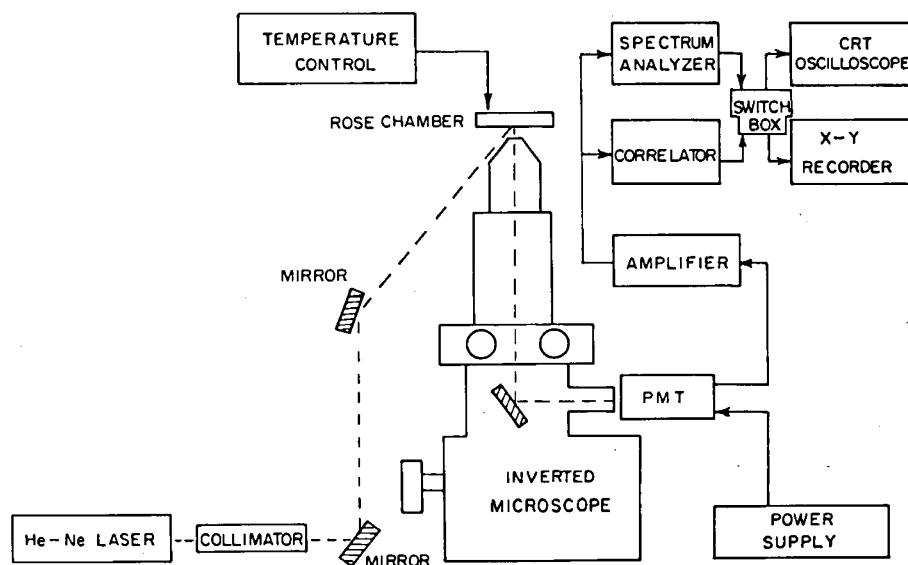 TEMPERATURE
CONTROL
SPECTRUM
ANALYZER
CRT
OSCILLOSCOPE
SWITCH
BOX
ROSE CHAMBER
CORRELATOR
X-Y
RECORDER
AMPLIFIER
MIRROR
PMT
INVERTED
MICROSCOPE
He-Ne LASER
COLLIMATOR
MIRROR
POWER
SUPPLY